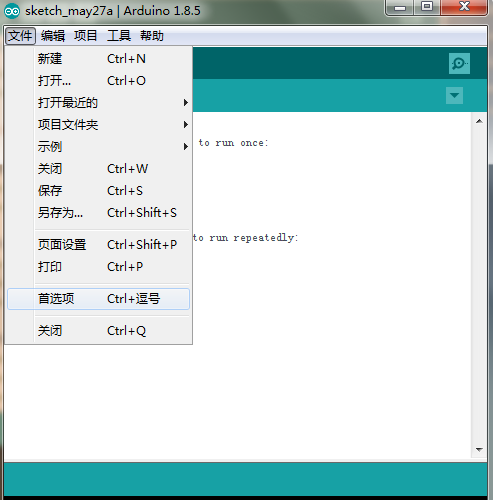 sketch_may27a | Arduino 1.8.5
文件 编辑 项目 工具 帮助
新建 Ctrl+N
打开... Ctrl+O
打开最近的
项目文件夹
示例
to run once:
关闭 Ctrl+W
保存 Ctrl+S
另存为... Ctrl+Shift+S
to run repeatedly:
页面设置 Ctrl+Shift+P
打印 Ctrl+P
首选项 Ctrl+逗号
关闭 Ctrl+Q